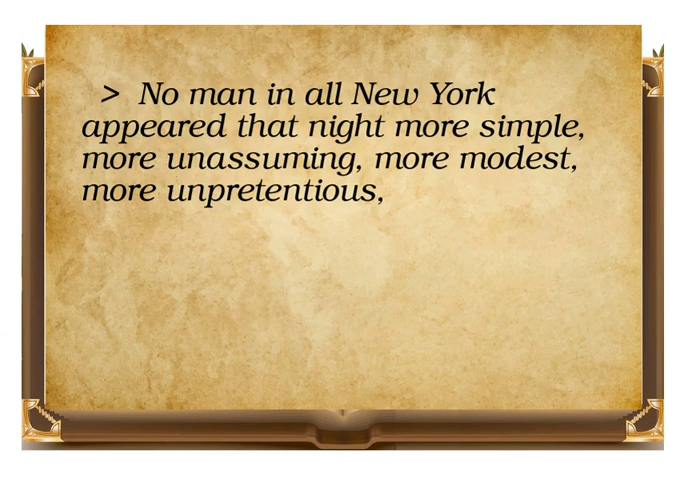 > No man in all New York
appeared that night more simple,
more unassuming, more modest,
more unpretentious,